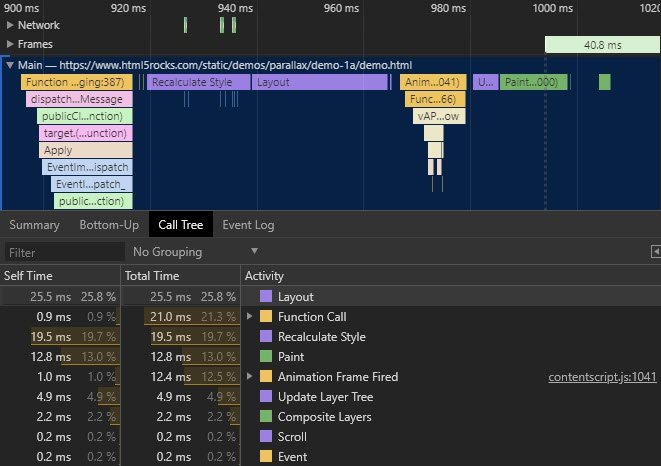 900 ms 920 ms 940 ms 960 ms 980 ms 1000 ms 1020
Network
Frames 40.8 ms
Main — https://www.html5rocks.com/static/demos/parallax/demo-1a/demo.html
Function ...ging:387) Recalculate Style Layout Anim...041) U... Paint...000)
dispatch...Message Func...66)
publicCl...nction) vAP...ow
target.(...unction)
Apply
EventIm...ispatch
EventI...patch_
public...ction)
Summary Bottom-Up Call Tree Event Log
Filter No Grouping
Self Time Total Time Activity
25.5 ms 25.8 % 25.5 ms 25.8 % Layout
0.9 ms 0.9 % 21.0 ms 21.3 % Function Call
19.5 ms 19.7 % 19.5 ms 19.7 % Recalculate Style
12.8 ms 13.0 % 12.8 ms 13.0 % Paint
1.0 ms 1.0 % 12.4 ms 12.5 % Animation Frame Fired contentscript.js:1041
4.9 ms 4.9 % 4.9 ms 4.9 % Update Layer Tree
2.2 ms 2.2 % 2.2 ms 2.2 % Composite Layers
0.2 ms 0.2 % 0.2 ms 0.2 % Scroll
0.2 ms 0.2 % 0.2 ms 0.2 % Event